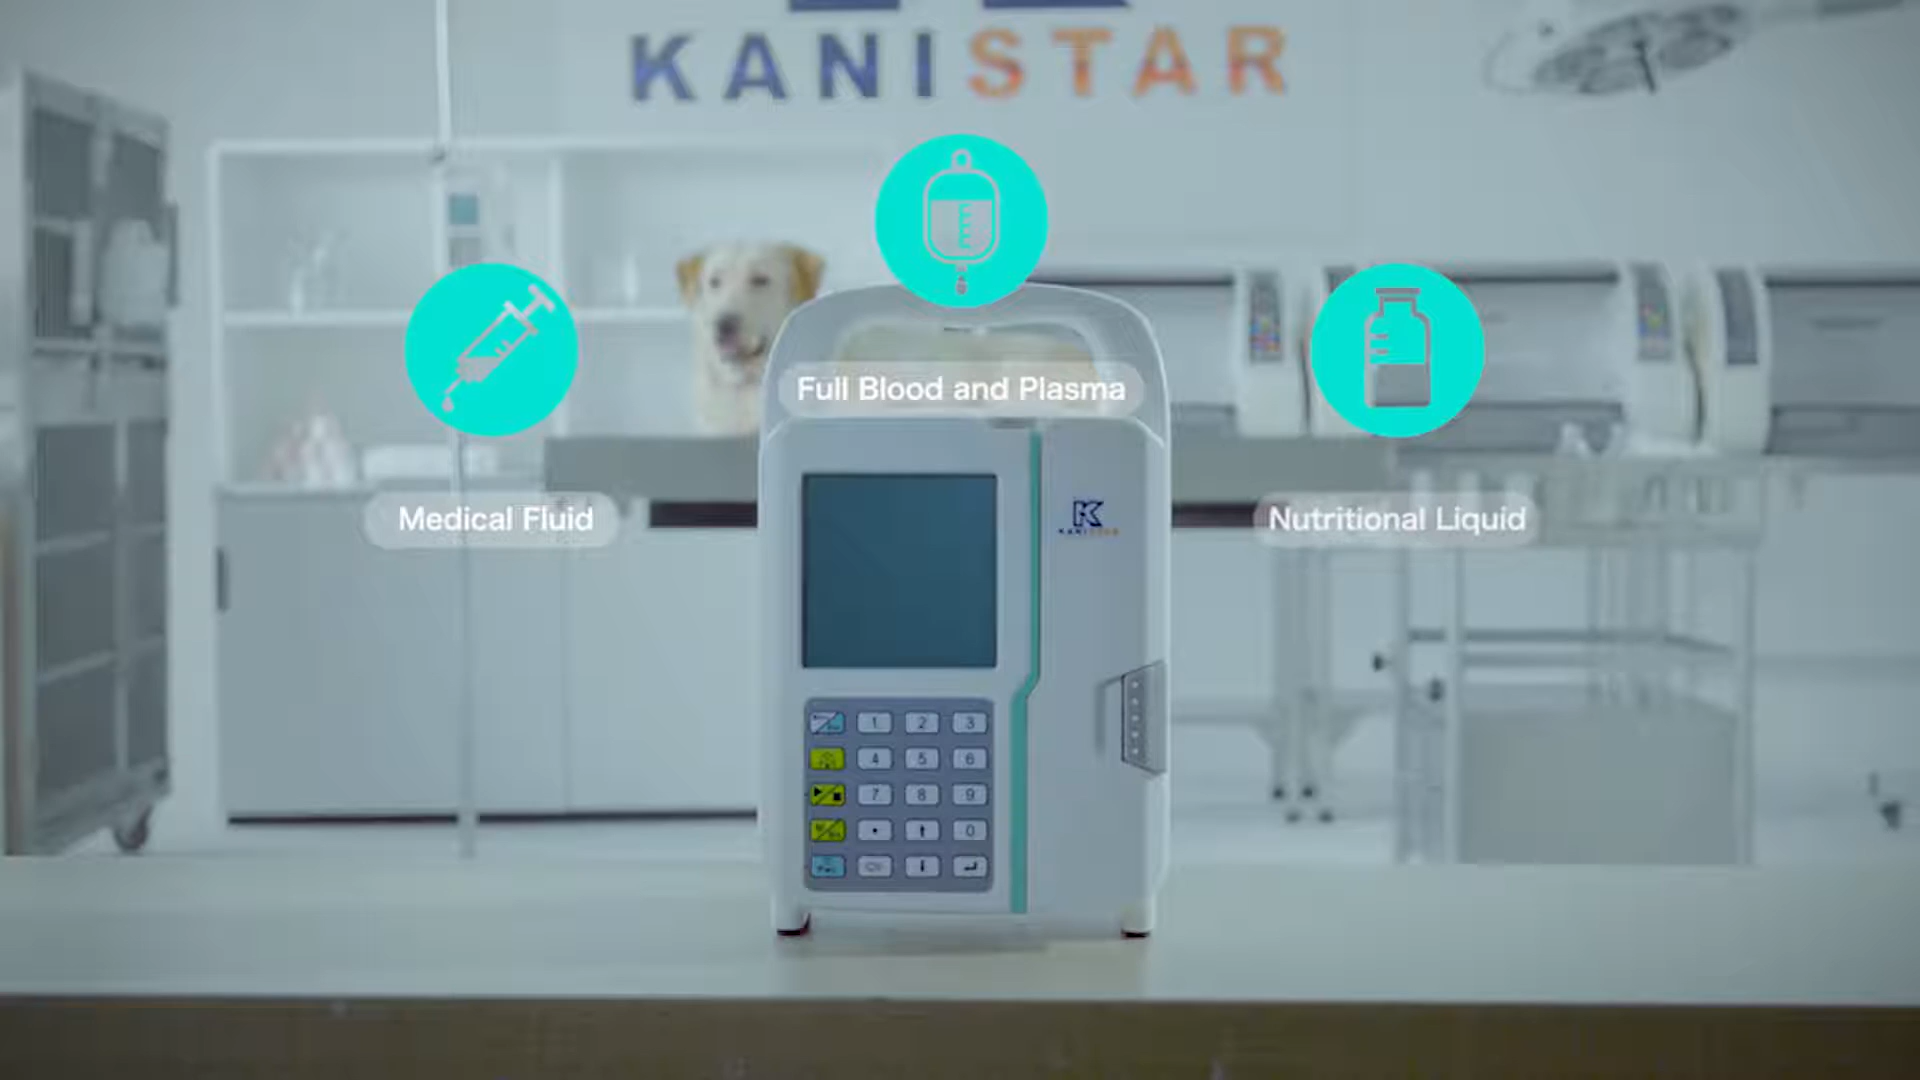 KANISTAR
Full Blood and Plasma
Medical Fluid
Nutritional Liquid
K
KANISTAR
1 2 3
4 5 6
7 8 9
. 0